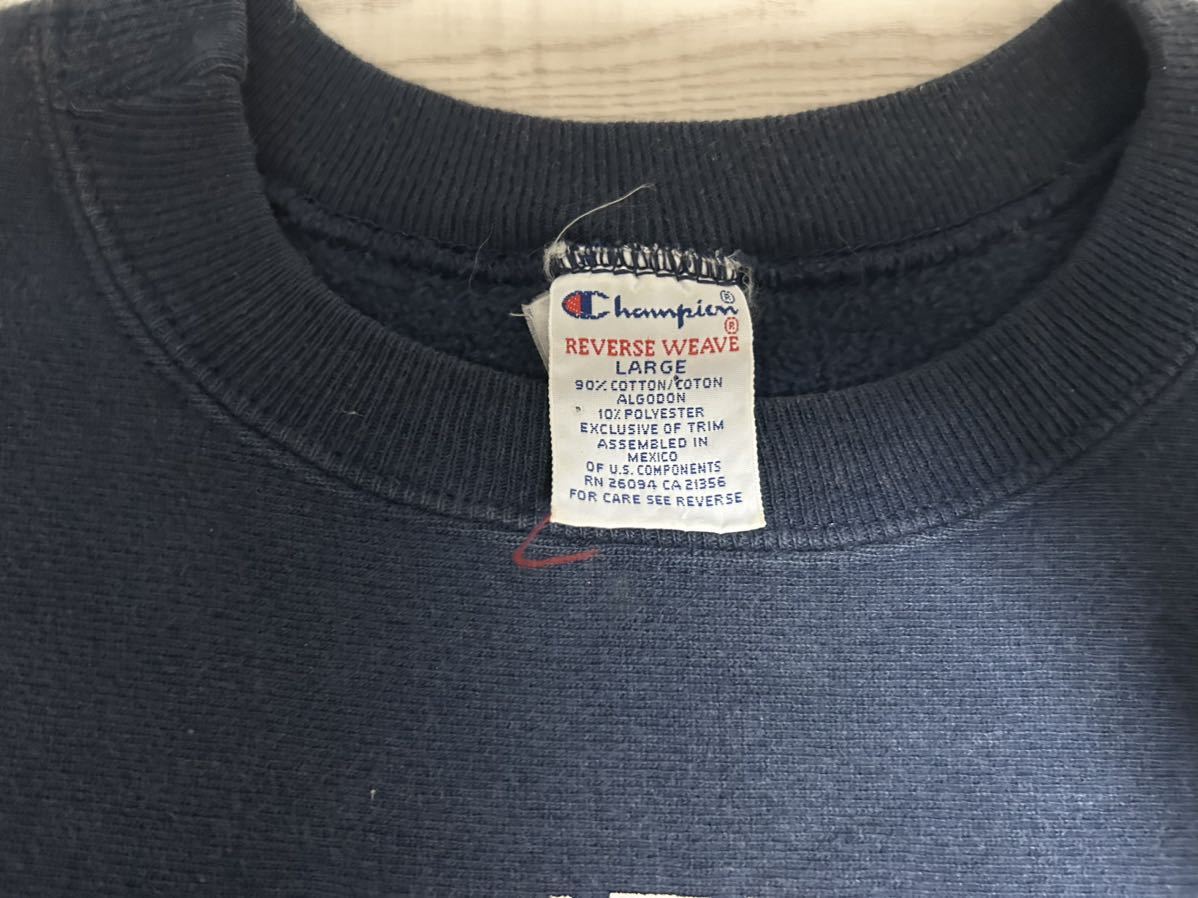 Champion®
REVERSE WEAVE®
LARGE
90% COTTON/COTON
ALGODON
10% POLYESTER
EXCLUSIVE OF TRIM
ASSEMBLED IN
MEXICO
OF U.S. COMPONENTS
RN 26094 CA 21356
FOR CARE SEE REVERSE